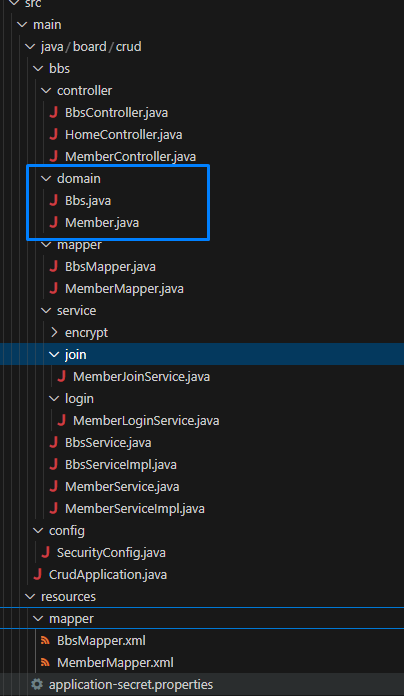 src
main
java/board/crud
bbs
controller
BbsController.java
HomeController.java
MemberController.java
domain
Bbs.java
Member.java
mapper
BbsMapper.java
MemberMapper.java
service
encrypt
join
MemberJoinService.java
login
MemberLoginService.java
BbsService.java
BbsServiceImpl.java
MemberService.java
MemberServiceImpl.java
config
SecurityConfig.java
CrudApplication.java
resources
mapper
BbsMapper.xml
MemberMapper.xml
application-secret.properties